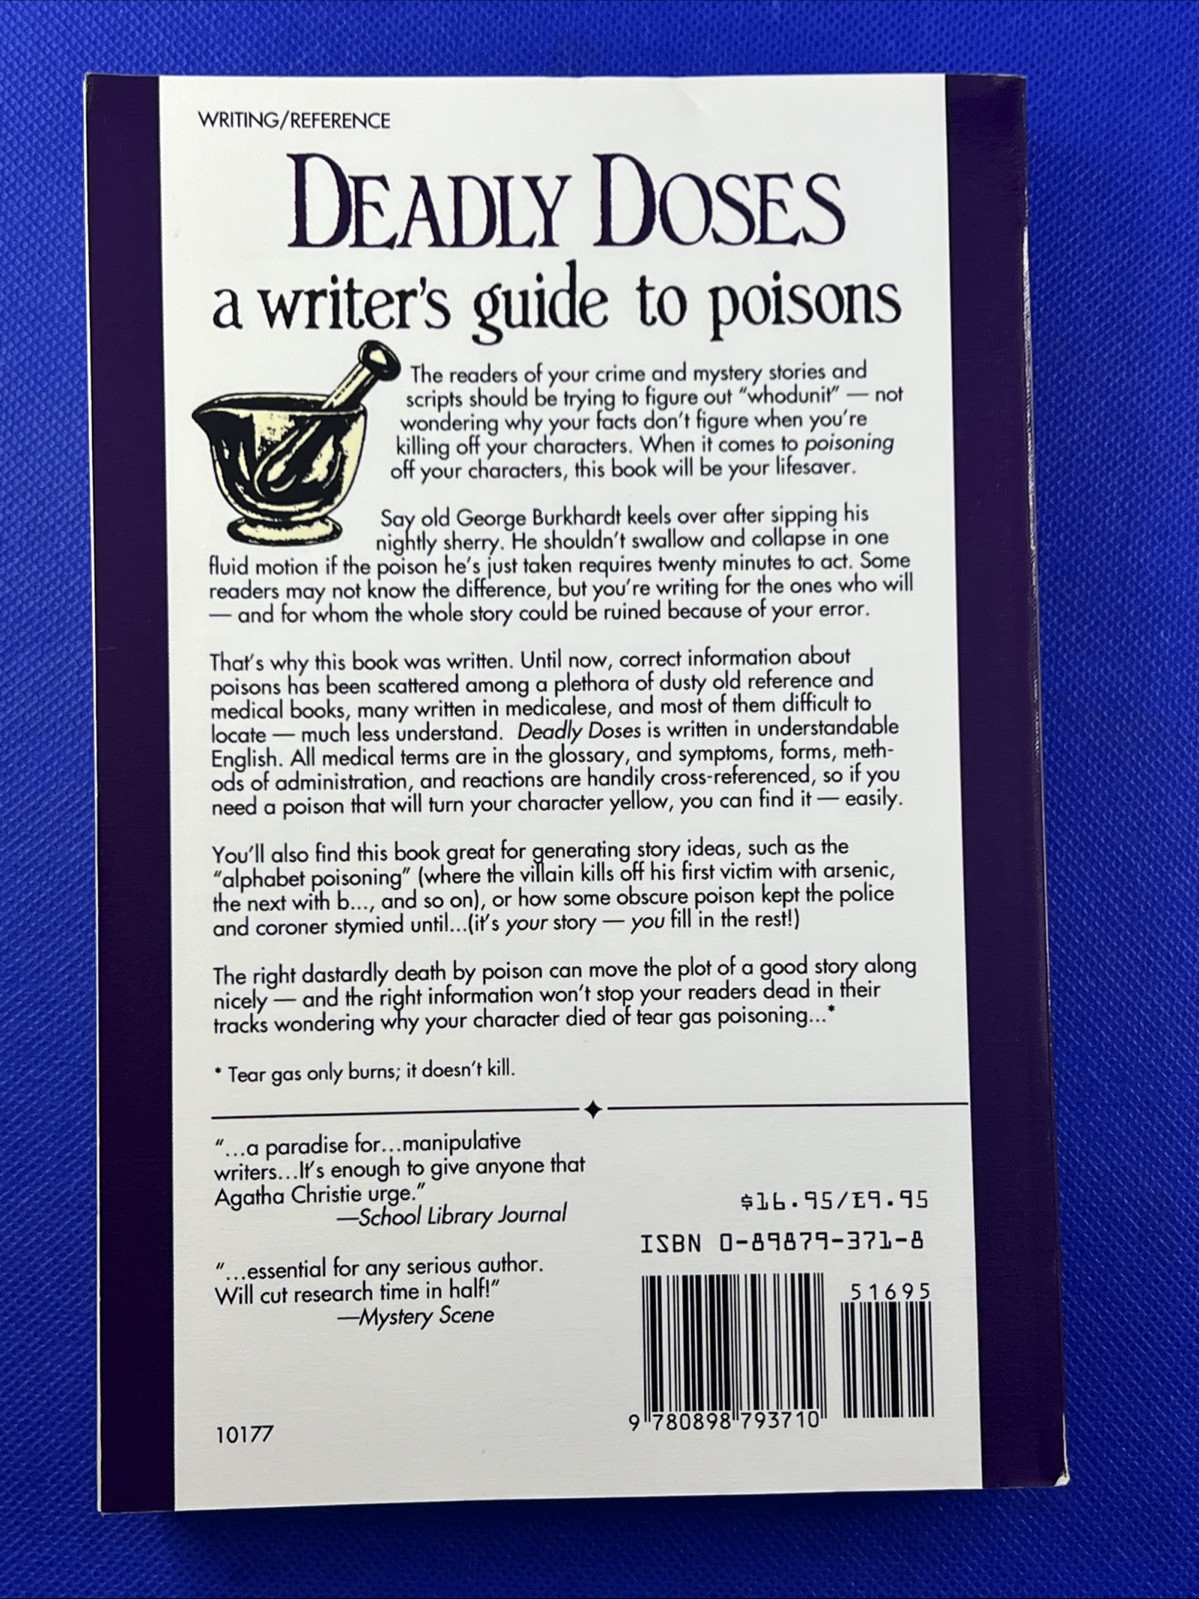 WRITING/REFERENCE
DEADLY DOSES
a writer's guide to poisons
The readers of your crime and mystery stories and
scripts should be trying to figure out "whodunit" — not
wondering why your facts don't figure when you're
killing off your characters. When it comes to poisoning
off your characters, this book will be your lifesaver.
Say old George Burkhardt keels over after sipping his
nightly sherry. He shouldn't swallow and collapse in one
fluid motion if the poison he's just taken requires twenty minutes to act. Some
readers may not know the difference, but you're writing for the ones who will
— and for whom the whole story could be ruined because of your error.
That's why this book was written. Until now, correct information about
poisons has been scattered among a plethora of dusty old reference and
medical books, many written in medicalese, and most of them difficult to
locate — much less understand. Deadly Doses is written in understandable
English. All medical terms are in the glossary, and symptoms, forms, meth-
ods of administration, and reactions are handily cross-referenced, so if you
need a poison that will turn your character yellow, you can find it — easily.
You'll also find this book great for generating story ideas, such as the
"alphabet poisoning" (where the villain kills off his first victim with arsenic,
the next with b..., and so on), or how some obscure poison kept the police
and coroner stymied until...(it's your story — you fill in the rest!)
The right dastardly death by poison can move the plot of a good story along
nicely — and the right information won't stop your readers dead in their
tracks wondering why your character died of tear gas poisoning...*
* Tear gas only burns; it doesn't kill.
"...a paradise for...manipulative
writers...It's enough to give anyone that
Agatha Christie urge."
—School Library Journal
"...essential for any serious author.
Will cut research time in half!"
—Mystery Scene
10177
$16.95/£9.95
ISBN 0-89879-371-8
51695
9 780898 793710